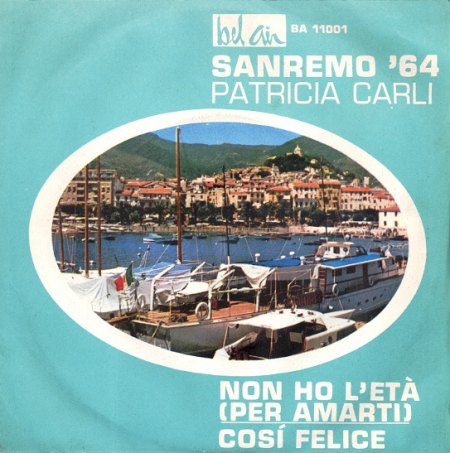 bel air BA 11001
SANREMO '64
PATRICIA CARLI
NON HO L'ETÀ
(PER AMARTI)
COSÍ FELICE